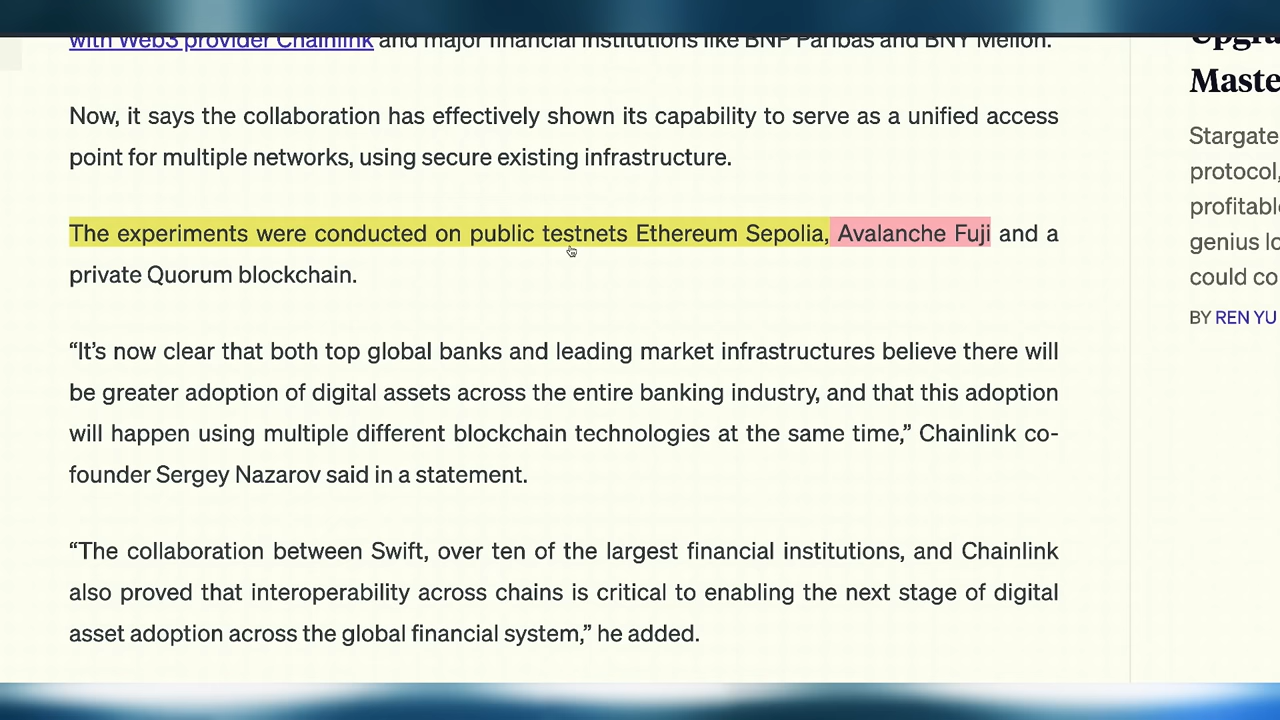 with Web3 provider Chainlink and major financial institutions like BNP Paribas and BNY Mellon.
Now, it says the collaboration has effectively shown its capability to serve as a unified access
point for multiple networks, using secure existing infrastructure.
The experiments were conducted on public testnets Ethereum Sepolia, Avalanche Fuji and a
private Quorum blockchain.
“It’s now clear that both top global banks and leading market infrastructures believe there will
be greater adoption of digital assets across the entire banking industry, and that this adoption
will happen using multiple different blockchain technologies at the same time,” Chainlink co-
founder Sergey Nazarov said in a statement.
“The collaboration between Swift, over ten of the largest financial institutions, and Chainlink
also proved that interoperability across chains is critical to enabling the next stage of digital
asset adoption across the global financial system,” he added.
Upgra
Maste
Stargate
protocol,
profitable
genius lo
could co
BY REN YU